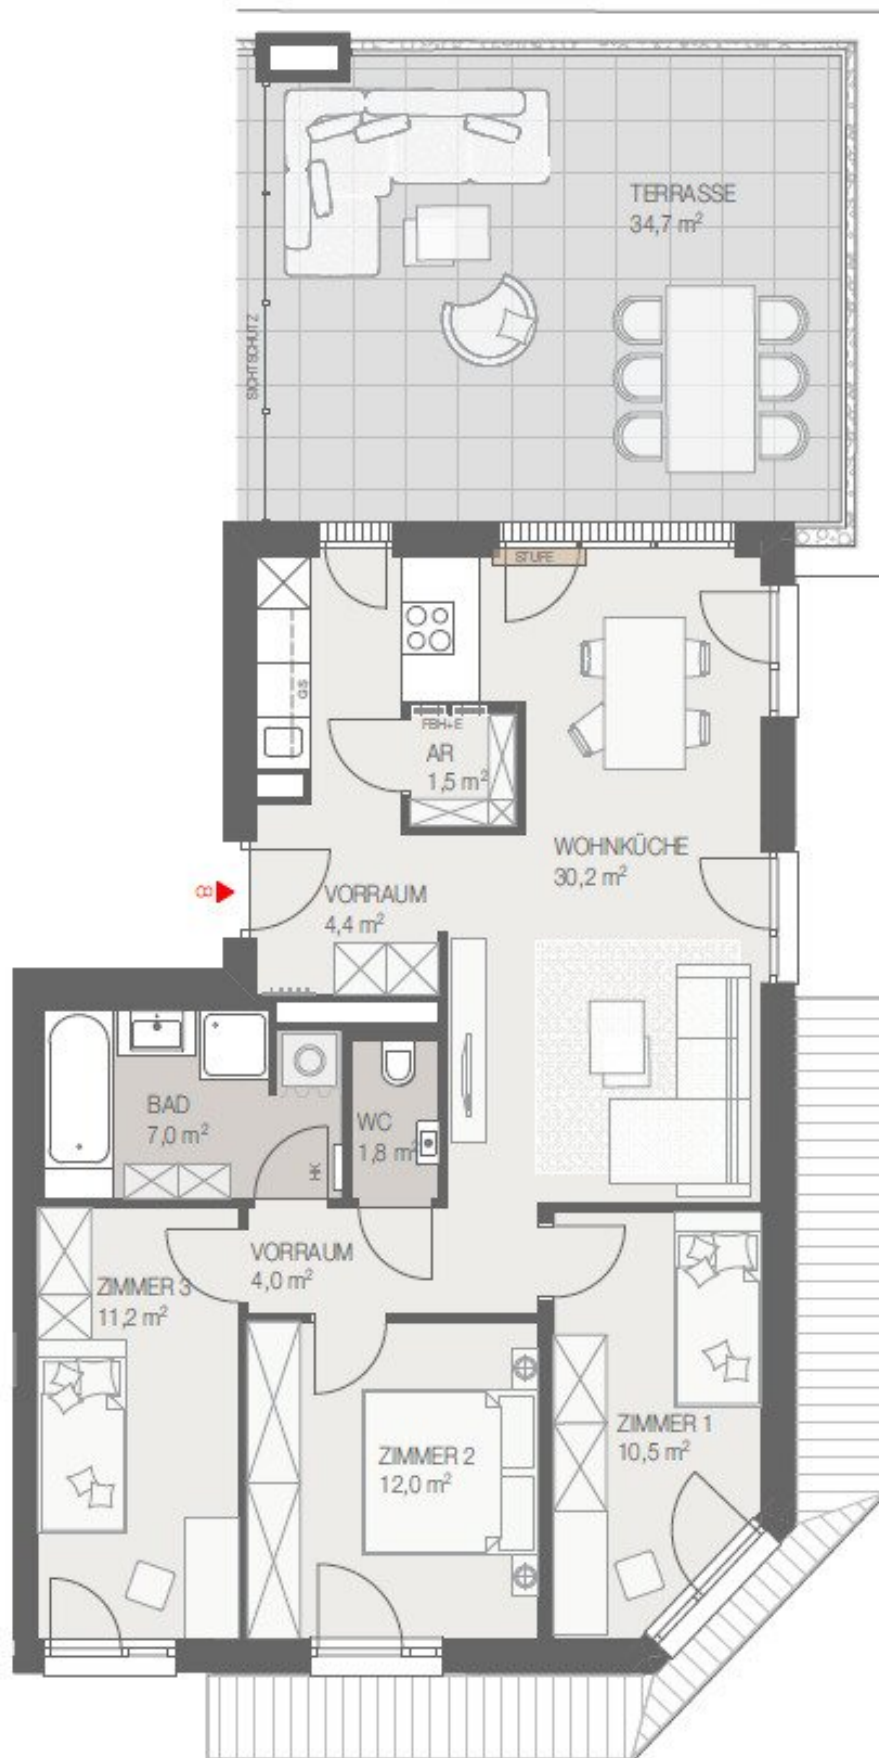 TERRASSE
34,7 m²
SICHTSCHUTZ
STUFE
GS
FBH+E
AR
1,5 m²
WOHNKÜCHE
30,2 m²
8
VORRAUM
4,4 m²
BAD
7,0 m²
WC
1,8 m²
HK
VORRAUM
4,0 m²
ZIMMER 3
11,2 m²
ZIMMER 2
12,0 m²
ZIMMER 1
10,5 m²